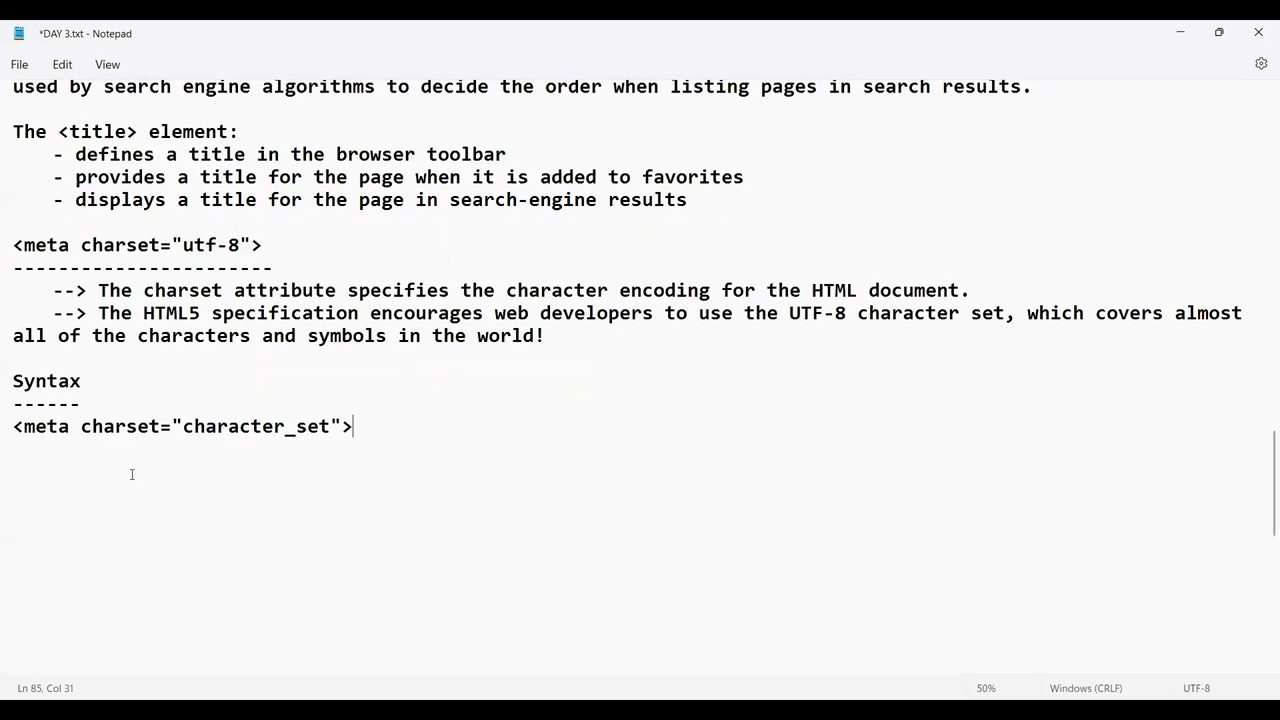 *DAY 3.txt - Notepad
File Edit View
used by search engine algorithms to decide the order when listing pages in search results.
The <title> element:
- defines a title in the browser toolbar
- provides a title for the page when it is added to favorites
- displays a title for the page in search-engine results
<meta charset="utf-8">
-----------------------
--> The charset attribute specifies the character encoding for the HTML document.
--> The HTML5 specification encourages web developers to use the UTF-8 character set, which covers almost
all of the characters and symbols in the world!
Syntax
------
<meta charset="character_set">
Ln 85, Col 31 50% Windows (CRLF) UTF-8